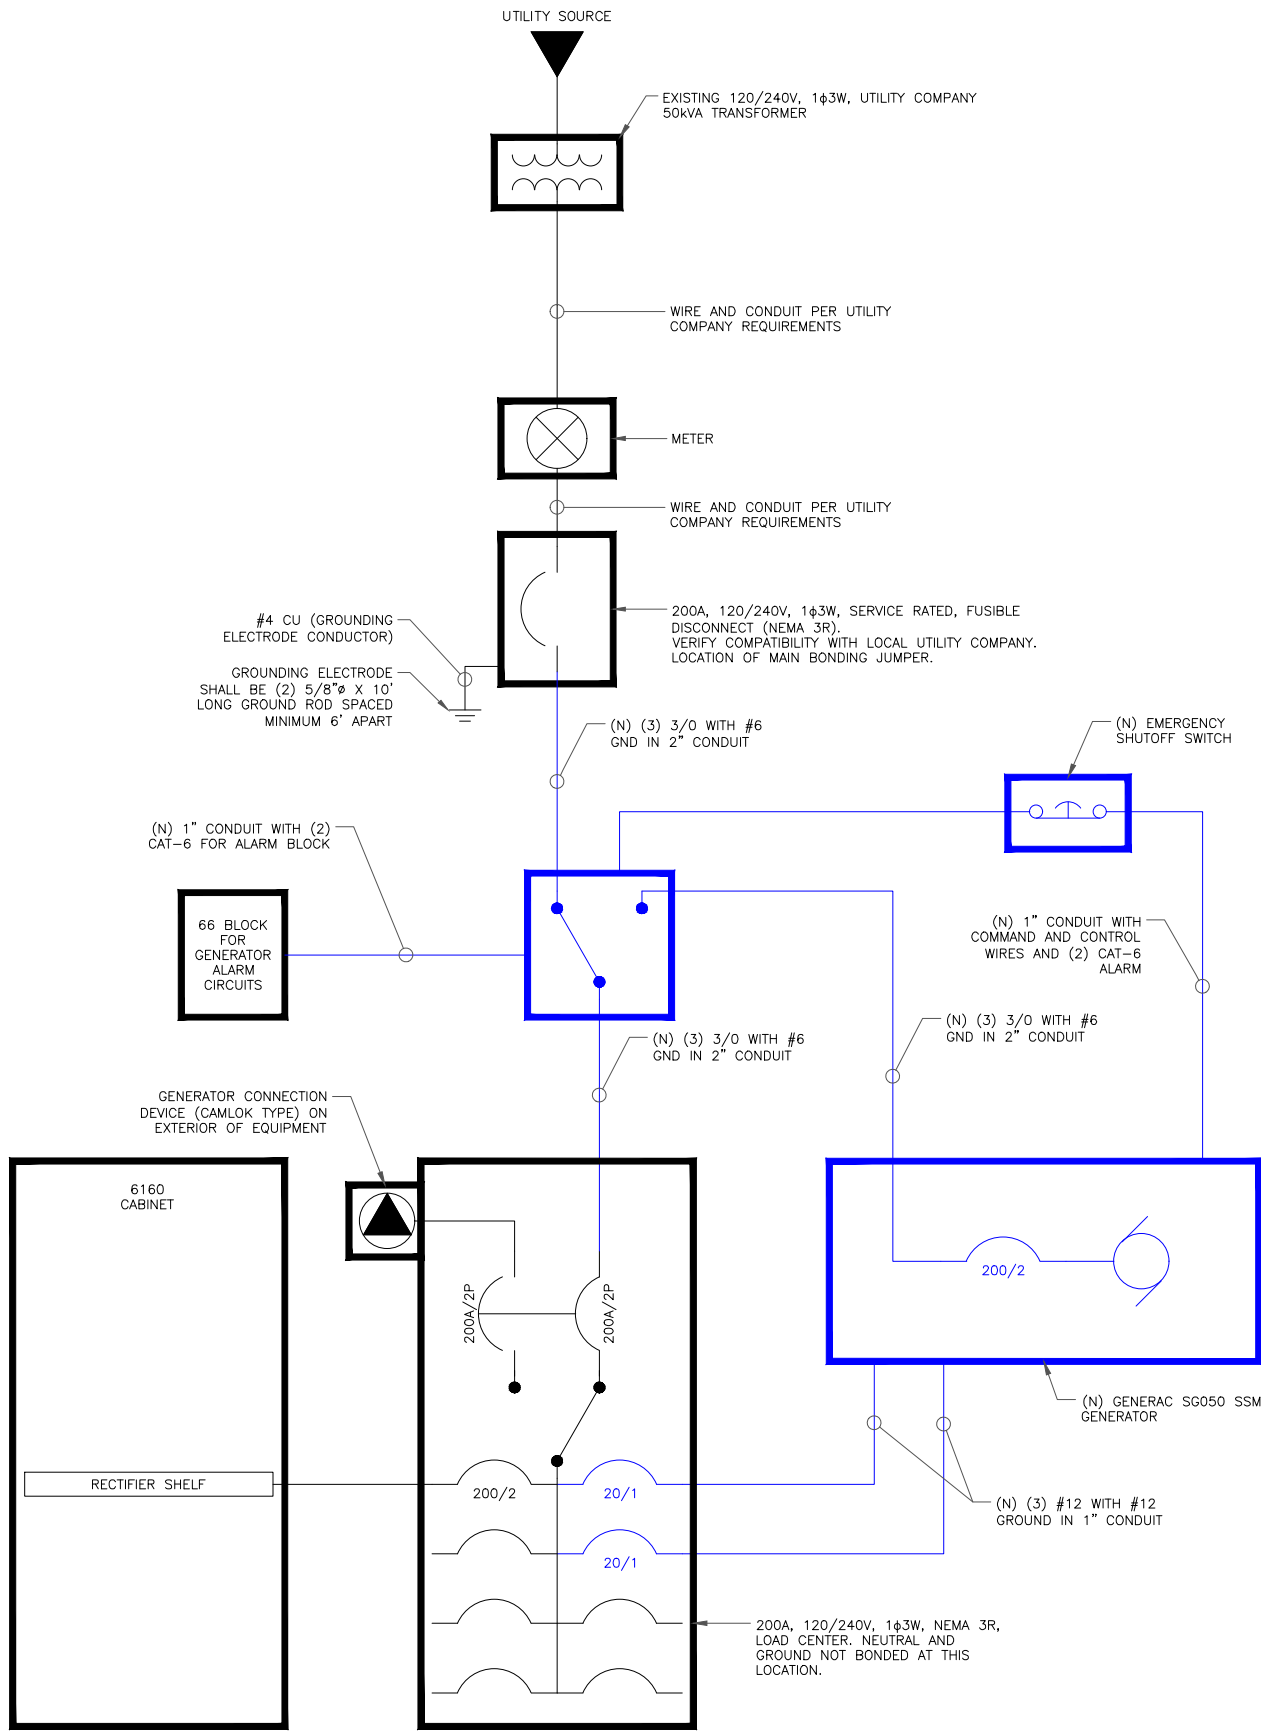 UTILITY SOURCE
EXISTING 120/240V, 1ϕ3W, UTILITY COMPANY
50kVA TRANSFORMER
WIRE AND CONDUIT PER UTILITY
COMPANY REQUIREMENTS
METER
WIRE AND CONDUIT PER UTILITY
COMPANY REQUIREMENTS
200A, 120/240V, 1ϕ3W, SERVICE RATED, FUSIBLE
DISCONNECT (NEMA 3R).
VERIFY COMPATIBILITY WITH LOCAL UTILITY COMPANY.
LOCATION OF MAIN BONDING JUMPER.
#4 CU (GROUNDING
ELECTRODE CONDUCTOR)
GROUNDING ELECTRODE
SHALL BE (2) 5/8"ø X 10'
LONG GROUND ROD SPACED
MINIMUM 6' APART
(N) (3) 3/0 WITH #6
GND IN 2" CONDUIT
(N) EMERGENCY
SHUTOFF SWITCH
(N) 1" CONDUIT WITH (2)
CAT-6 FOR ALARM BLOCK
66 BLOCK
FOR
GENERATOR
ALARM
CIRCUITS
(N) 1" CONDUIT WITH
COMMAND AND CONTROL
WIRES AND (2) CAT-6
ALARM
(N) (3) 3/0 WITH #6
GND IN 2" CONDUIT
(N) (3) 3/0 WITH #6
GND IN 2" CONDUIT
GENERATOR CONNECTION
DEVICE (CAMLOK TYPE) ON
EXTERIOR OF EQUIPMENT
6160
CABINET
200A/2P
200A/2P
200/2
(N) GENERAC SG050 SSM
GENERATOR
RECTIFIER SHELF
200/2
20/1
(N) (3) #12 WITH #12
GROUND IN 1" CONDUIT
20/1
200A, 120/240V, 1ϕ3W, NEMA 3R,
LOAD CENTER. NEUTRAL AND
GROUND NOT BONDED AT THIS
LOCATION.